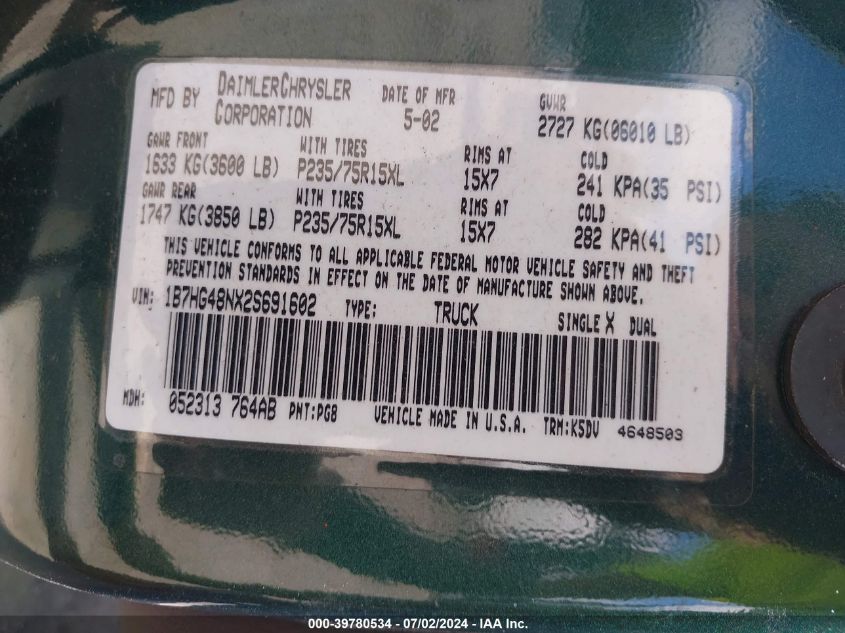 MFD BY DAIMLERCHRYSLER CORPORATION DATE OF MFR 5-02 GVWR 2727 KG(06010 LB)
GAWR FRONT WITH TIRES RIMS AT COLD
1633 KG(3600 LB) P235/75R15XL 15X7 241 KPA(35 PSI)
GAWR REAR WITH TIRES RIMS AT COLD
1747 KG(3850 LB) P235/75R15XL 15X7 282 KPA(41 PSI)
THIS VEHICLE CONFORMS TO ALL APPLICABLE FEDERAL MOTOR VEHICLE SAFETY AND THEFT
PREVENTION STANDARDS IN EFFECT ON THE DATE OF MANUFACTURE SHOWN ABOVE.
VIN: 1B7HG48NX2S691602 TYPE: TRUCK SINGLE X DUAL
MDH: 052313 764AB PNT:PG8 VEHICLE MADE IN U.S.A. TRM:K5DV 4648503
000-39780534 - 07/02/2024 - IAA Inc.